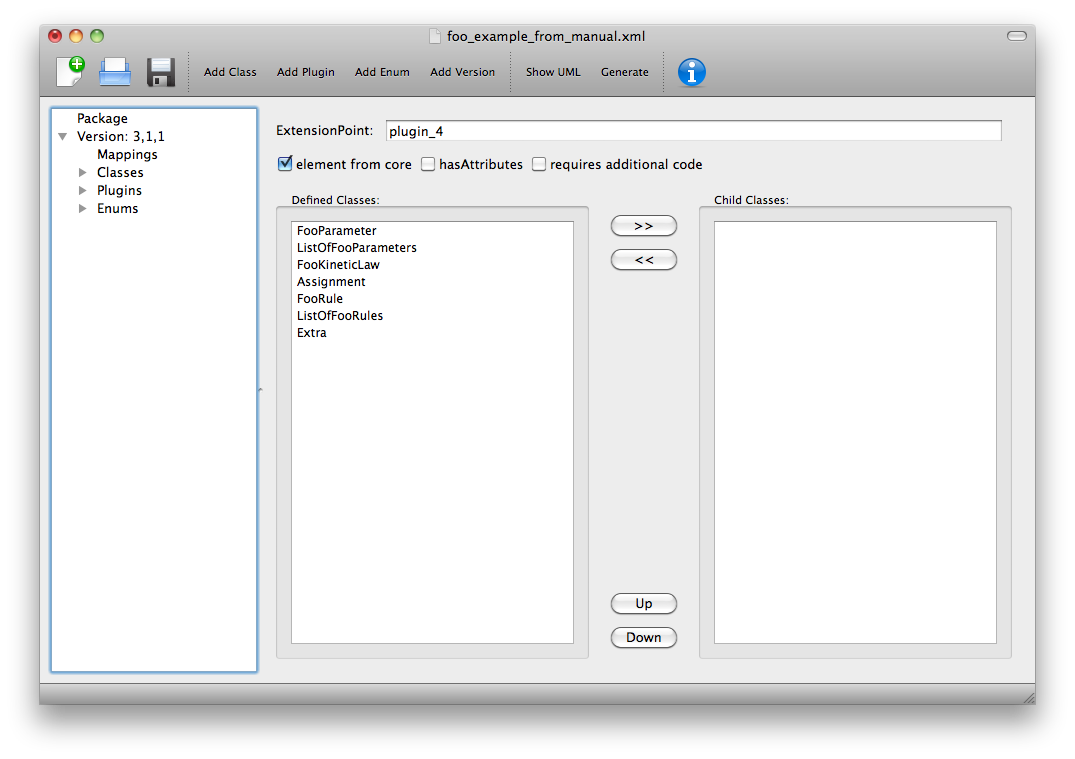 foo_example_from_manual.xml
Add Class Add Plugin Add Enum Add Version Show UML Generate
Package
Version: 3,1,1
Mappings
Classes
Plugins
Enums
ExtensionPoint: plugin_4
element from core hasAttributes requires additional code
Defined Classes:
FooParameter
ListOfFooParameters
FooKineticLaw
Assignment
FooRule
ListOfFooRules
Extra
>>
<<
Up
Down
Child Classes: